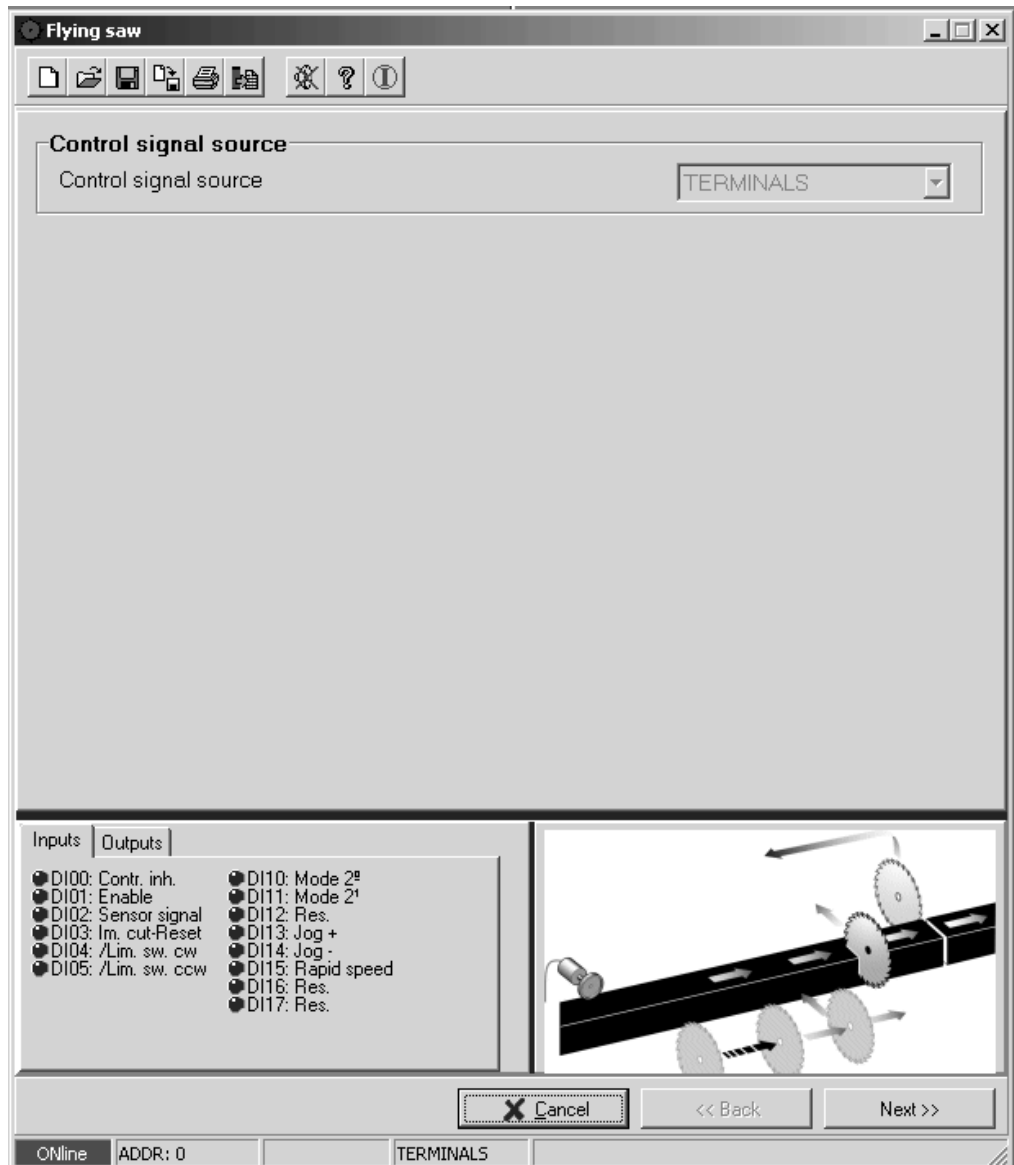 Flying saw
Control signal source
Control signal source
TERMINALS
Inputs
Outputs
DI00: Contr. inh.
DI01: Enable
DI02: Sensor signal
DI03: Im. cut-Reset
DI04: /Lim. sw. cw
DI05: /Lim. sw. ccw
DI10: Mode 2º
DI11: Mode 2¹
DI12: Res.
DI13: Jog +
DI14: Jog -
DI15: Rapid speed
DI16: Res.
DI17: Res.
Cancel
<< Back
Next >>
ONline
ADDR: 0
TERMINALS